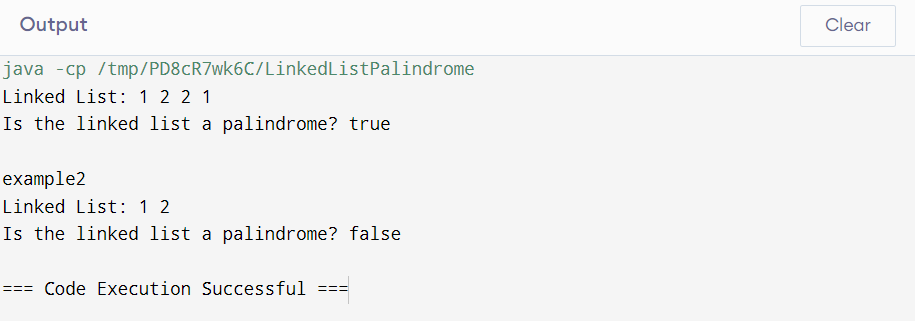 Output
Clear
java -cp /tmp/PD8cR7wk6C/LinkedListPalindrome
Linked List: 1 2 2 1
Is the linked list a palindrome? true
example2
Linked List: 1 2
Is the linked list a palindrome? false
=== Code Execution Successful ===